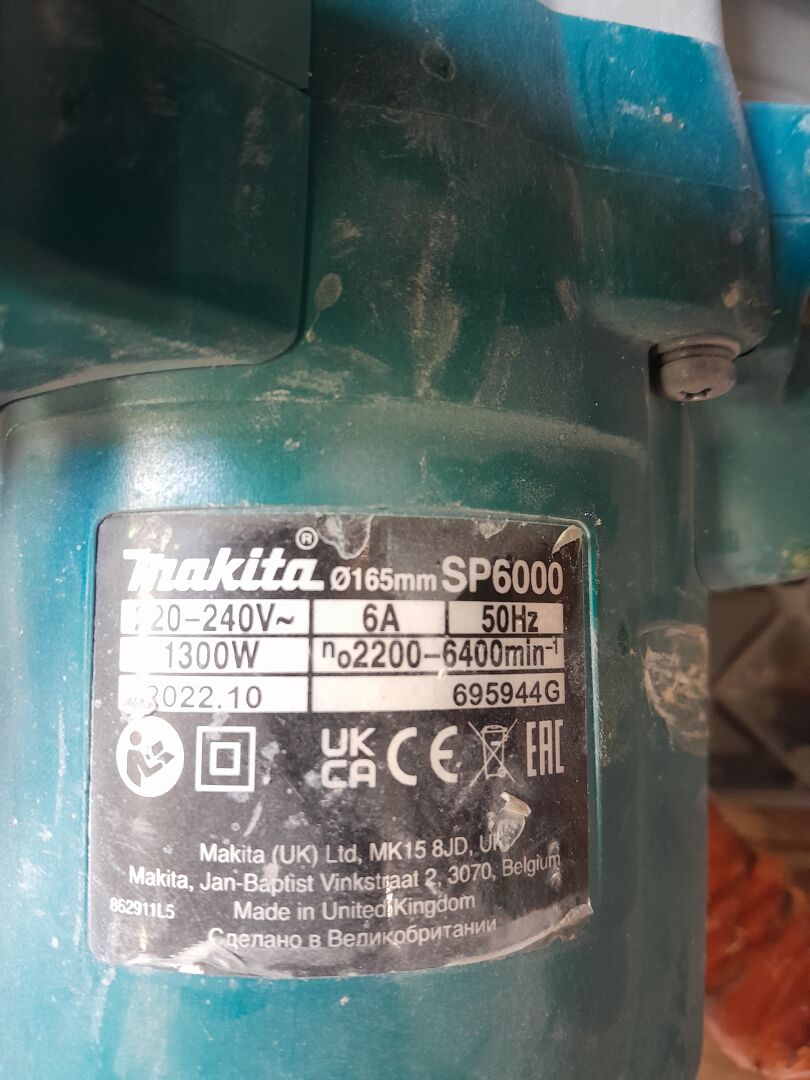 Makita® Ø165mm SP6000
220-240V~ 6A 50Hz
1300W n₀2200-6400min⁻¹
2022.10 695944G
UK CA CE EAC
Makita (UK) Ltd, MK15 8JD, UK
Makita, Jan-Baptist Vinkstraat 2, 3070, Belgium
862911L5 Made in United Kingdom
Сделано в Великобритании